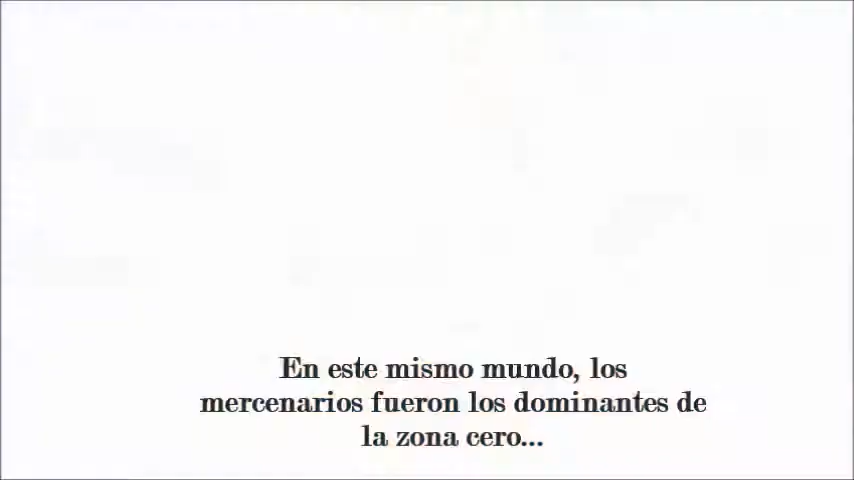 En este mismo mundo, los
mercenarios fueron los dominantes de
la zona cero...